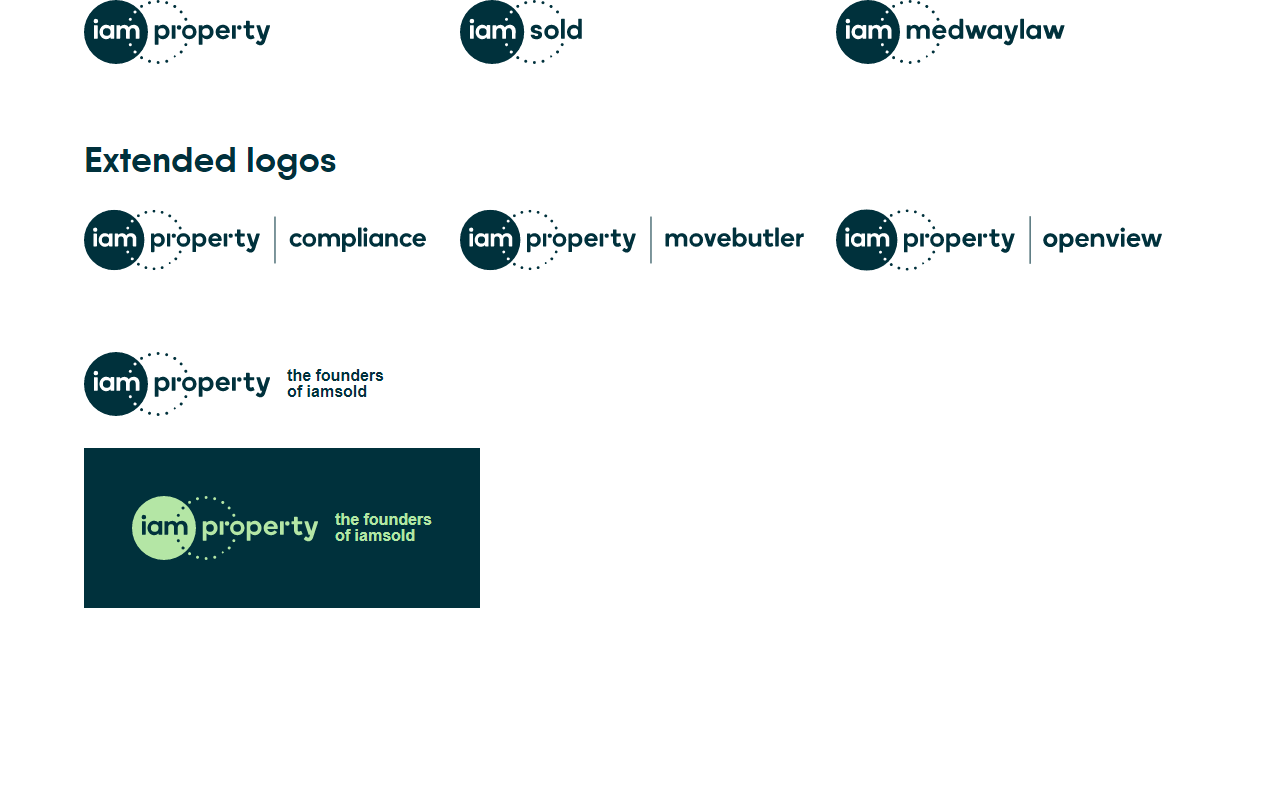 iam property
iam sold
iam medwaylaw
Extended logos
iam property | compliance
iam property | movebutler
iam property | openview
iam property
the founders
of iamsold
iam property
the founders
of iamsold